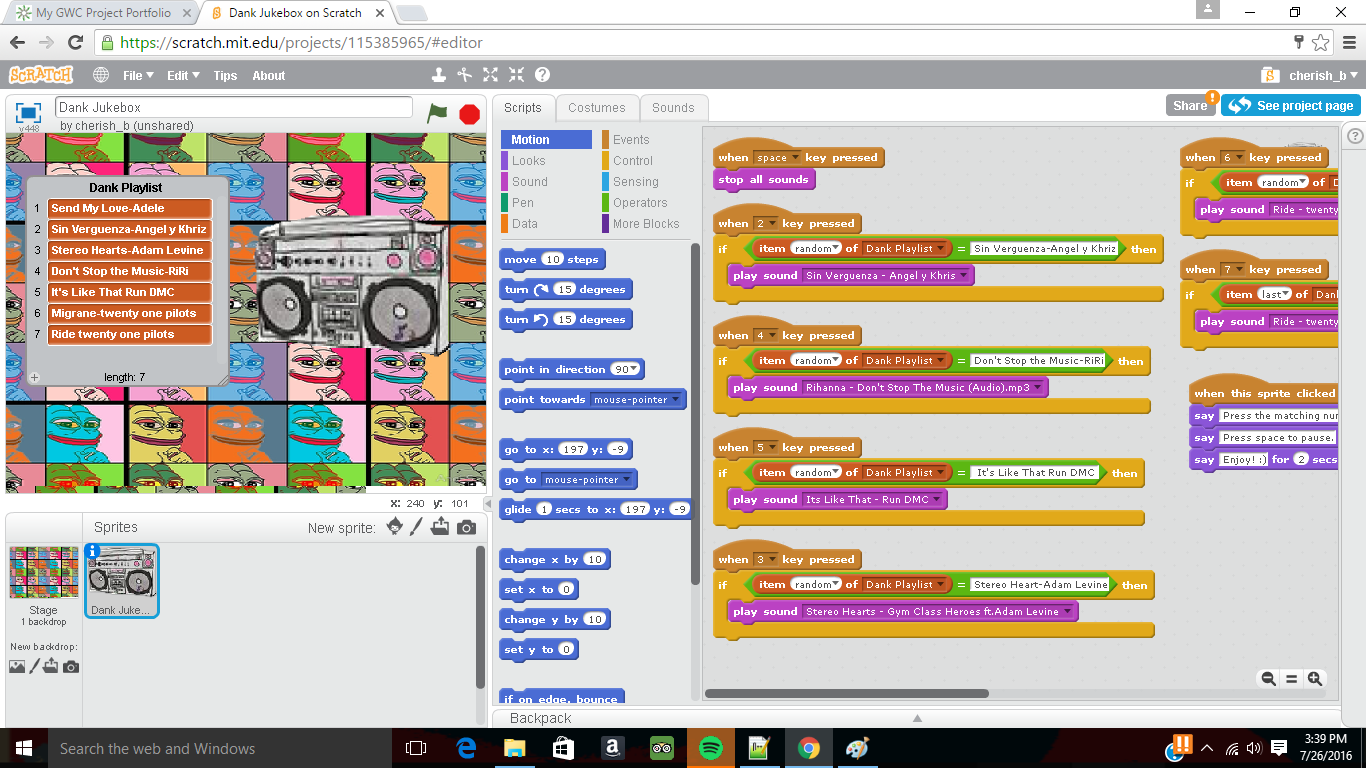 My GWC Project Portfolio
Dank Jukebox on Scratch
https://scratch.mit.edu/projects/115385965/#editor
SCRATCH
File Edit Tips About
cherish_b
Dank Jukebox
by cherish_b (unshared)
v448
Scripts Costumes Sounds
Share
See project page
Dank Playlist
1 Send My Love-Adele
2 Sin Verguenza-Angel y Khriz
3 Stereo Hearts-Adam Levine
4 Don't Stop the Music-RiRi
5 It's Like That Run DMC
6 Migrane-twenty one pilots
7 Ride twenty one pilots
length: 7
x: 240 y: 101
Sprites
New sprite:
Stage
1 backdrop
New backdrop:
Dank Juke...
Motion Events
Looks Control
Sound Sensing
Pen Operators
Data More Blocks
move 10 steps
turn 15 degrees
turn 15 degrees
point in direction 90
point towards mouse-pointer
go to x: 197 y: -9
go to mouse-pointer
glide 1 secs to x: 197 y: -9
change x by 10
set x to 0
change y by 10
set y to 0
if on edge, bounce
when space key pressed
stop all sounds
when 2 key pressed
if item random of Dank Playlist = Sin Verguenza-Angel y Khriz then
play sound Sin Verguenza - Angel y Khris
when 4 key pressed
if item random of Dank Playlist = Don't Stop the Music-RiRi then
play sound Rihanna - Don't Stop The Music (Audio).mp3
when 5 key pressed
if item random of Dank Playlist = It's Like That Run DMC then
play sound Its Like That - Run DMC
when 3 key pressed
if item random of Dank Playlist = Stereo Heart-Adam Levine then
play sound Stereo Hearts - Gym Class Heroes ft.Adam Levine
when 6 key pressed
if item random of D
play sound Ride - twenty
when 7 key pressed
if item last of Dank
play sound Ride - twenty
when this sprite clicked
say Press the matching nur
say Press space to pause.
say Enjoy! :) for 2 secs
Backpack
Search the web and Windows
3:39 PM
7/26/2016